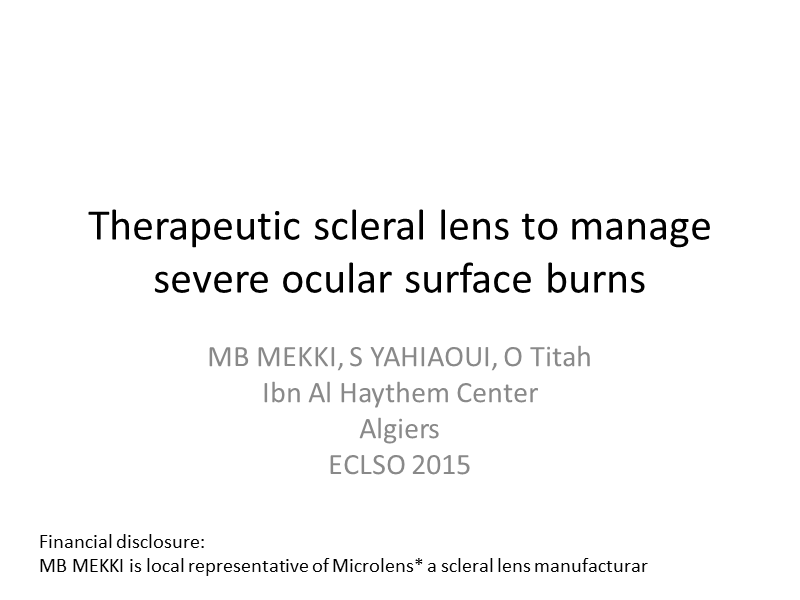 Therapeutic scleral lens to manage
severe ocular surface burns
MB MEKKI, S YAHIAOUI, O Titah
Ibn Al Haythem Center
Algiers
ECLSO 2015
Financial disclosure:
MB MEKKI is local representative of Microlens* a scleral lens manufacturar